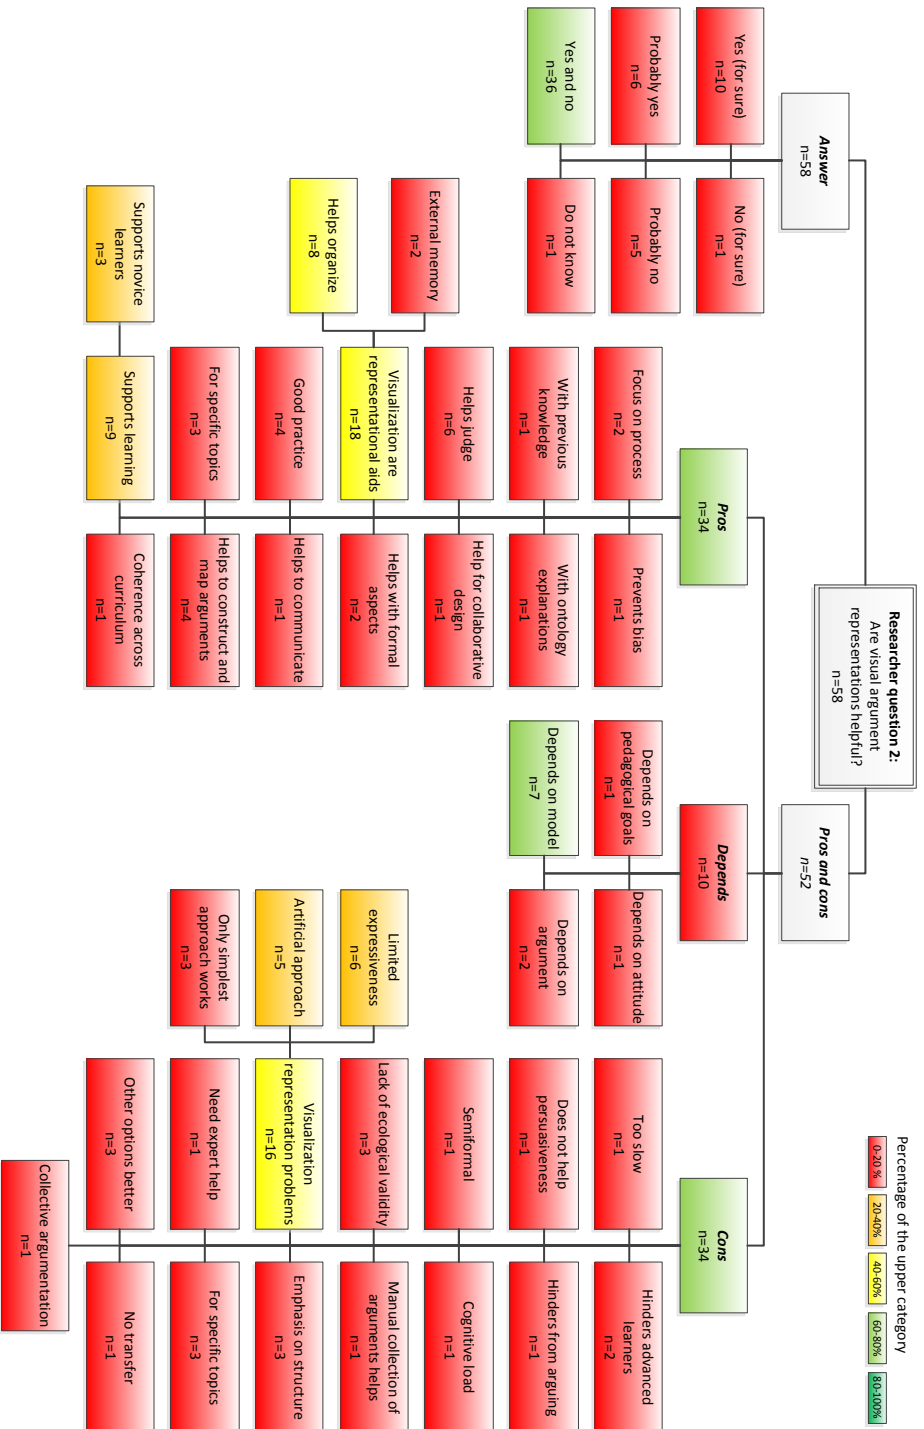 Researcher question 2:
Are visual argument
representations helpful?
n=58
Percentage of the upper category
0-20 %
20-40%
40-60%
60-80%
80-100%
Answer
n=58
Yes (for sure)
n=10
No (for sure)
n=1
Probably yes
n=6
Probably no
n=5
Yes and no
n=36
Do not know
n=1
Pros and cons
n=52
Pros
n=34
Focus on process
n=2
Prevents bias
n=1
With previous
knowledge
n=1
With ontology
explanations
n=1
Helps judge
n=6
Help for collaborative
design
n=1
Visualization are
representational aids
n=18
Helps with formal
aspects
n=2
External memory
n=2
Helps organize
n=8
Good practice
n=4
Helps to communicate
n=1
For specific topics
n=3
Helps to construct and
map arguments
n=4
Supports learning
n=9
Coherence across
curriculum
n=1
Supports novice
learners
n=3
Depends
n=10
Depends on
pedagogical goals
n=1
Depends on attitude
n=1
Depends on model
n=7
Depends on
argument
n=2
Cons
n=34
Too slow
n=1
Hinders advanced
learners
n=2
Does not help
persuasiveness
n=1
Hinders from arguing
n=1
Semiformal
n=1
Cognitive load
n=1
Lack of ecological validity
n=3
Manual collection of
arguments helps
n=1
Visualization
representation problems
n=16
Emphasis on structure
n=3
Limited
expressiveness
n=6
Artificial approach
n=5
Only simplest
approach works
n=3
Need expert help
n=1
For specific topics
n=3
Other options better
n=3
No transfer
n=1
Collective argumentation
n=1